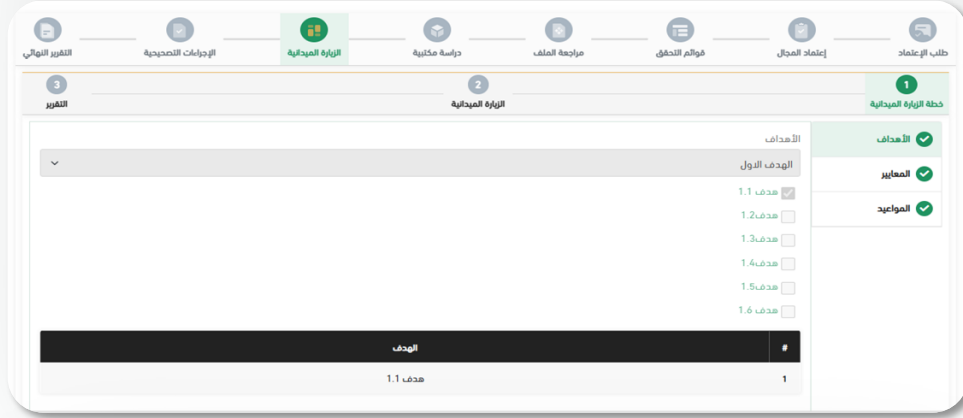 طلب الإعتماد
إعتماد المجال
قوائم التحقق
مراجعة الملف
دراسة مكتبية
الزيارة الميدانية
الإجراءات التصحيحية
التقرير النهائي
1
خطة الزيارة الميدانية
2
الزيارة الميدانية
3
التقرير
الأهداف
المعايير
المواعيد
الأهداف
الهدف الاول
هدف 1.1
هدف1.2
هدف1.3
هدف1.4
هدف1.5
هدف 1.6
# الهدف
1 هدف 1.1